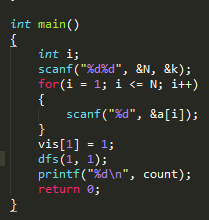 int main()
{
int i;
scanf("%d%d", &N, &k);
for(i = 1; i <= N; i++)
{
scanf("%d", &a[i]);
}
vis[1] = 1;
dfs(1, 1);
printf("%d\n", count);
return 0;
}